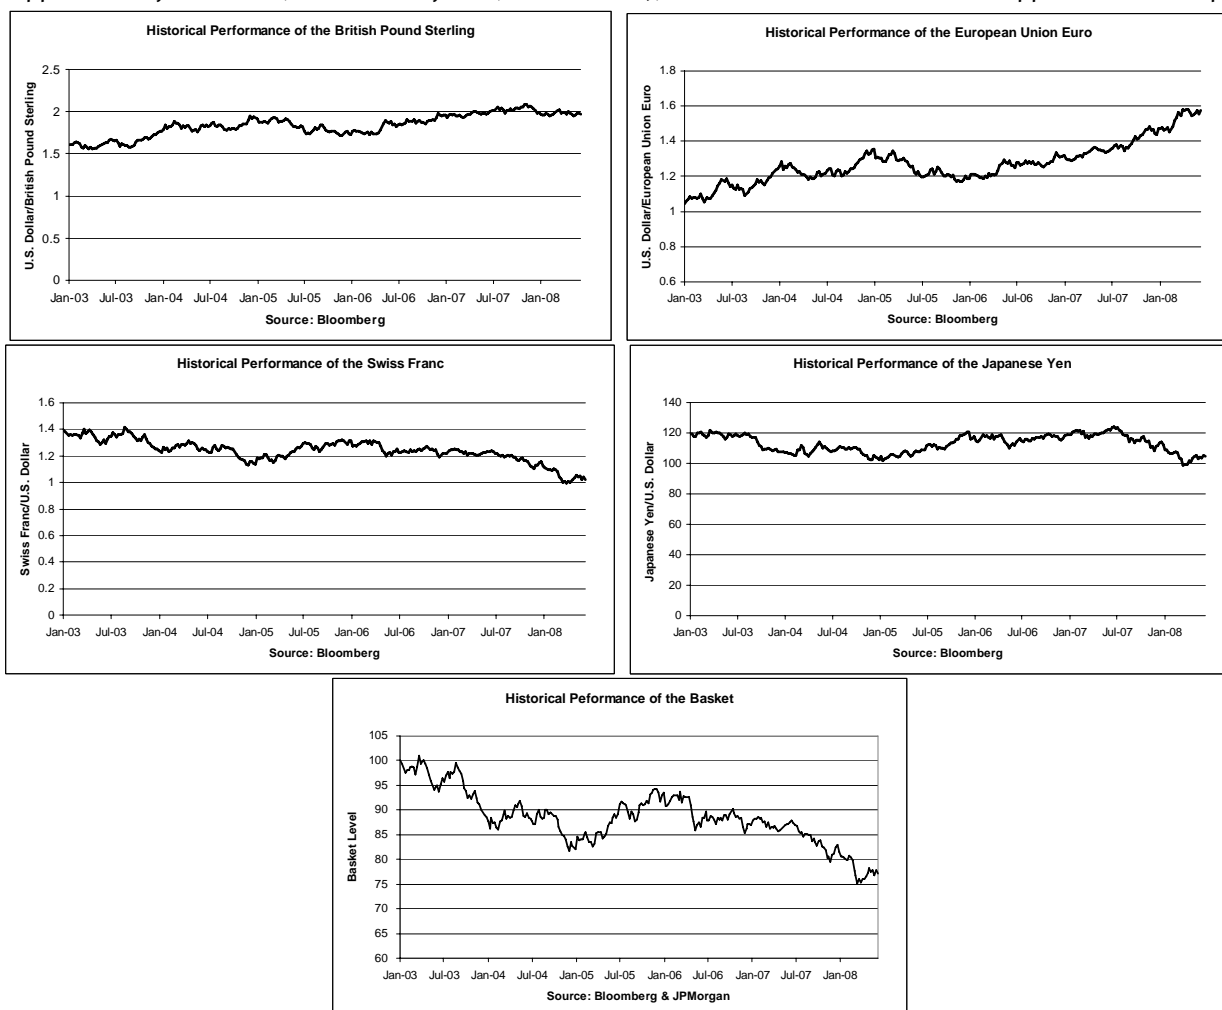 Historical Performance of the British Pound Sterling
U.S. Dollar/British Pound Sterling
2.5
2
1.5
1
0.5
0
Jan-03 Jul-03 Jan-04 Jul-04 Jan-05 Jul-05 Jan-06 Jul-06 Jan-07 Jul-07 Jan-08
Source: Bloomberg
Historical Performance of the European Union Euro
U.S. Dollar/European Union Euro
1.8
1.6
1.4
1.2
1
0.8
0.6
Jan-03 Jul-03 Jan-04 Jul-04 Jan-05 Jul-05 Jan-06 Jul-06 Jan-07 Jul-07 Jan-08
Source: Bloomberg
Historical Performance of the Swiss Franc
Swiss Franc/U.S. Dollar
1.6
1.4
1.2
1
0.8
0.6
0.4
0.2
0
Jan-03 Jul-03 Jan-04 Jul-04 Jan-05 Jul-05 Jan-06 Jul-06 Jan-07 Jul-07 Jan-08
Source: Bloomberg
Historical Performance of the Japanese Yen
Japanese Yen/U.S. Dollar
140
120
100
80
60
40
20
0
Jan-03 Jul-03 Jan-04 Jul-04 Jan-05 Jul-05 Jan-06 Jul-06 Jan-07 Jul-07 Jan-08
Source: Bloomberg
Historical Peformance of the Basket
Basket Level
105
100
95
90
85
80
75
70
65
60
Jan-03 Jul-03 Jan-04 Jul-04 Jan-05 Jul-05 Jan-06 Jul-06 Jan-07 Jul-07 Jan-08
Source: Bloomberg & JPMorgan